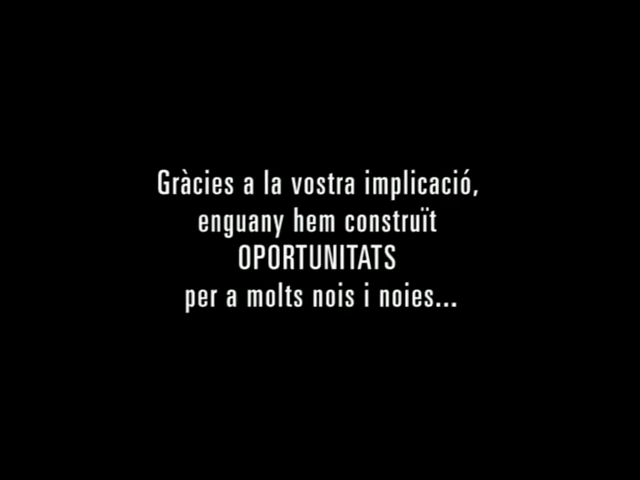 Gràcies a la vostra implicació,
enguany hem construït
OPORTUNITATS
per a molts nois i noies...